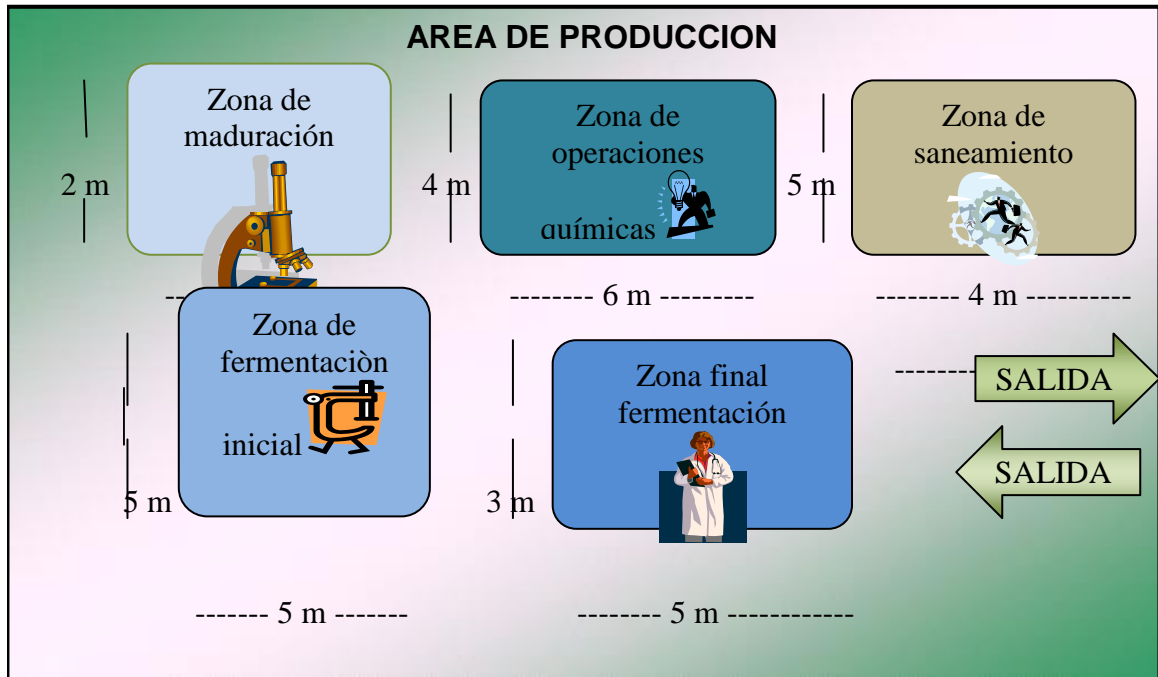 AREA DE PRODUCCION
Zona de
maduración
2 m
Zona de
operaciones
químicas
4 m
Zona de
saneamiento
5 m
-------- 6 m --------
-------- 4 m --------
Zona de
fermentaciòn
inicial
5 m
Zona final
fermentación
3 m
SALIDA
SALIDA
------- 5 m -------
-------- 5 m --------